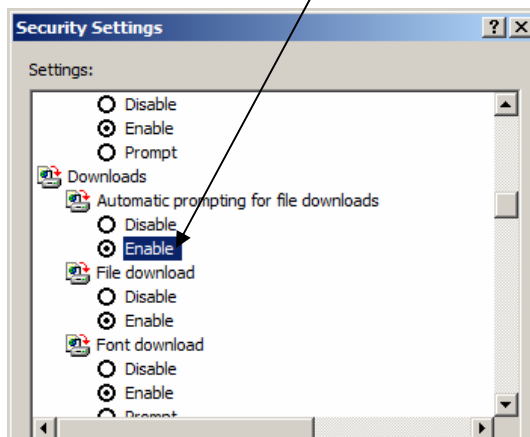 Security Settings
Settings:
Disable
Enable
Prompt
Downloads
Automatic prompting for file downloads
Disable
Enable
File download
Disable
Enable
Font download
Disable
Enable
Prompt